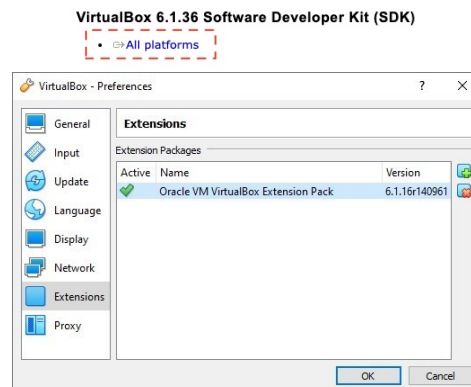 VirtualBox 6.1.36 Software Developer Kit (SDK)
All platforms
VirtualBox - Preferences
General
Input
Update
Language
Display
Network
Extensions
Proxy
Extensions
Extension Packages
Active Name Version
Oracle VM VirtualBox Extension Pack 6.1.16r140961
OK Cancel